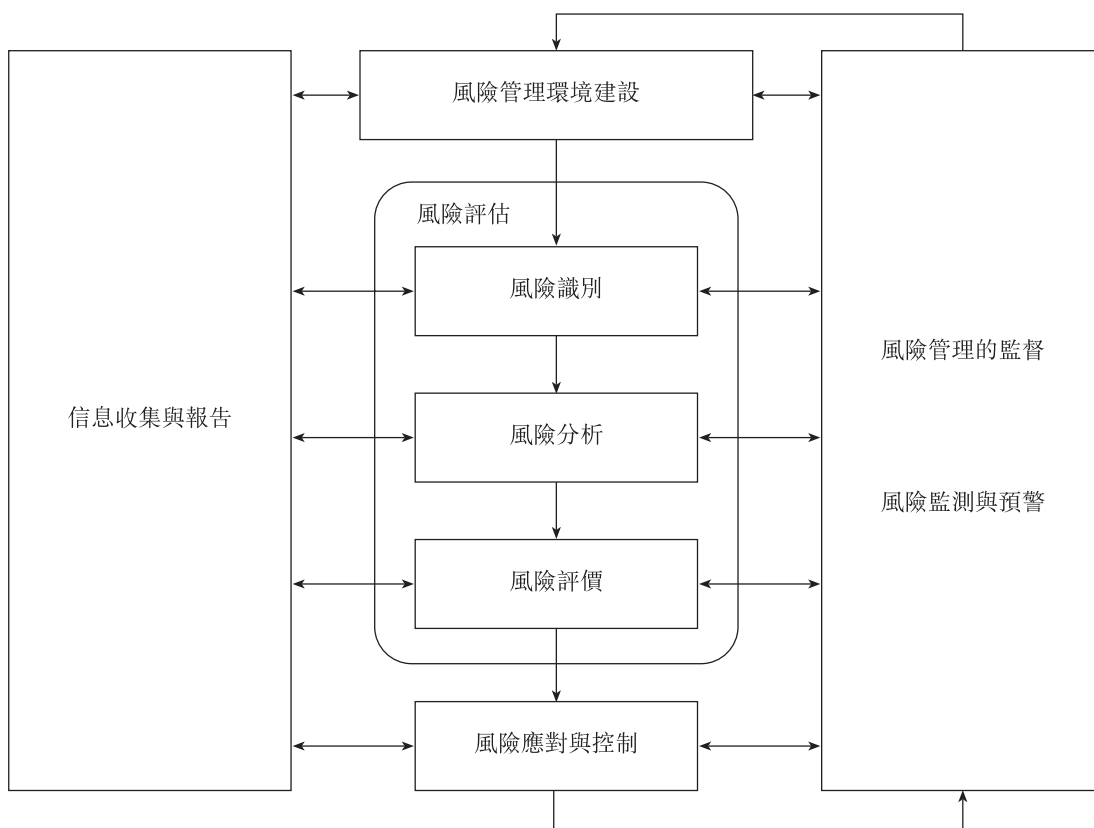 風險管理環境建設
風險評估
風險識別
風險管理的監督
信息收集與報告
風險分析
風險監測與預警
風險評價
風險應對與控制